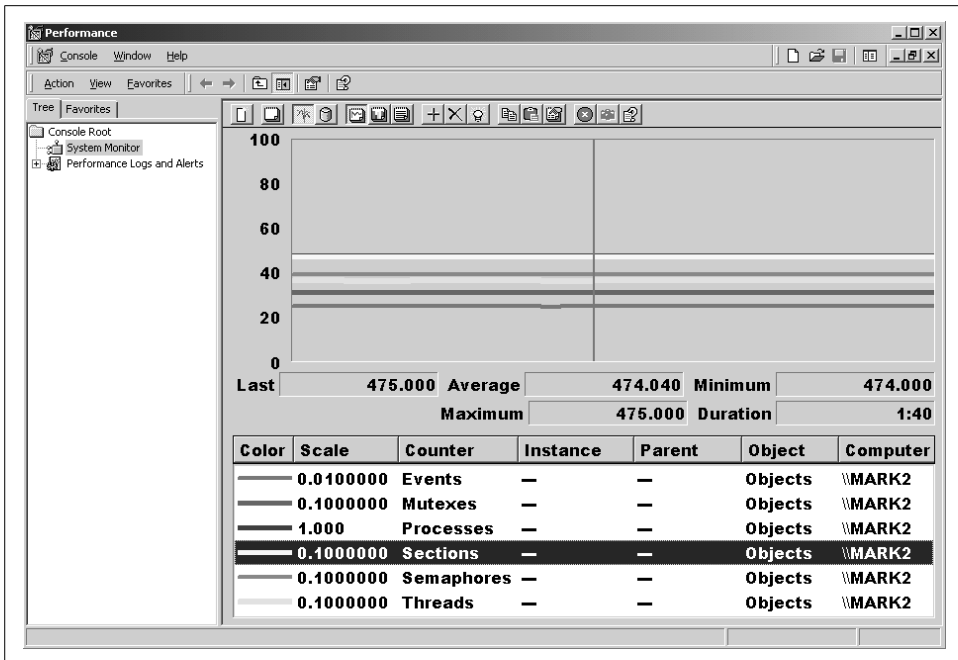 Performance
Console Window Help
Action View Favorites
Tree Favorites
Console Root
System Monitor
Performance Logs and Alerts
100
80
60
40
20
0
Last 475.000 Average 474.040 Minimum 474.000
Maximum 475.000 Duration 1:40
Color Scale Counter Instance Parent Object Computer
0.0100000 Events — — Objects \\MARK2
0.1000000 Mutexes — — Objects \\MARK2
1.000 Processes — — Objects \\MARK2
0.1000000 Sections — — Objects \\MARK2
0.1000000 Semaphores — — Objects \\MARK2
0.1000000 Threads — — Objects \\MARK2